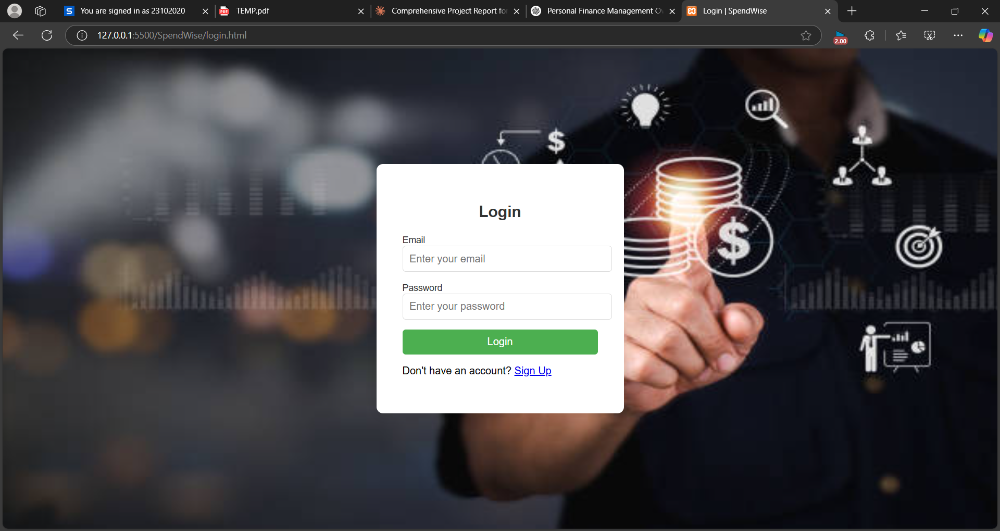 You are signed in as 23102020
TEMP.pdf
Comprehensive Project Report for
Personal Finance Management Ov
Login | SpendWise
127.0.0.1:5500/SpendWise/login.html
2.00
Login
Email
Enter your email
Password
Enter your password
Login
Don't have an account? Sign Up